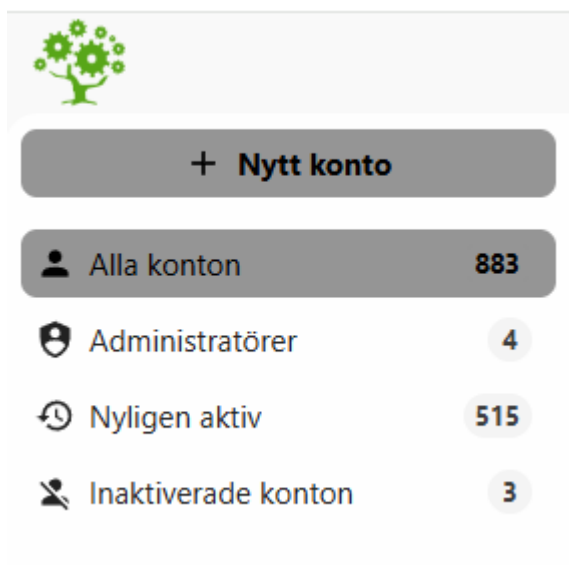 + Nytt konto
Alla konton 883
Administratörer 4
Nyligen aktiv 515
Inaktiverade konton 3